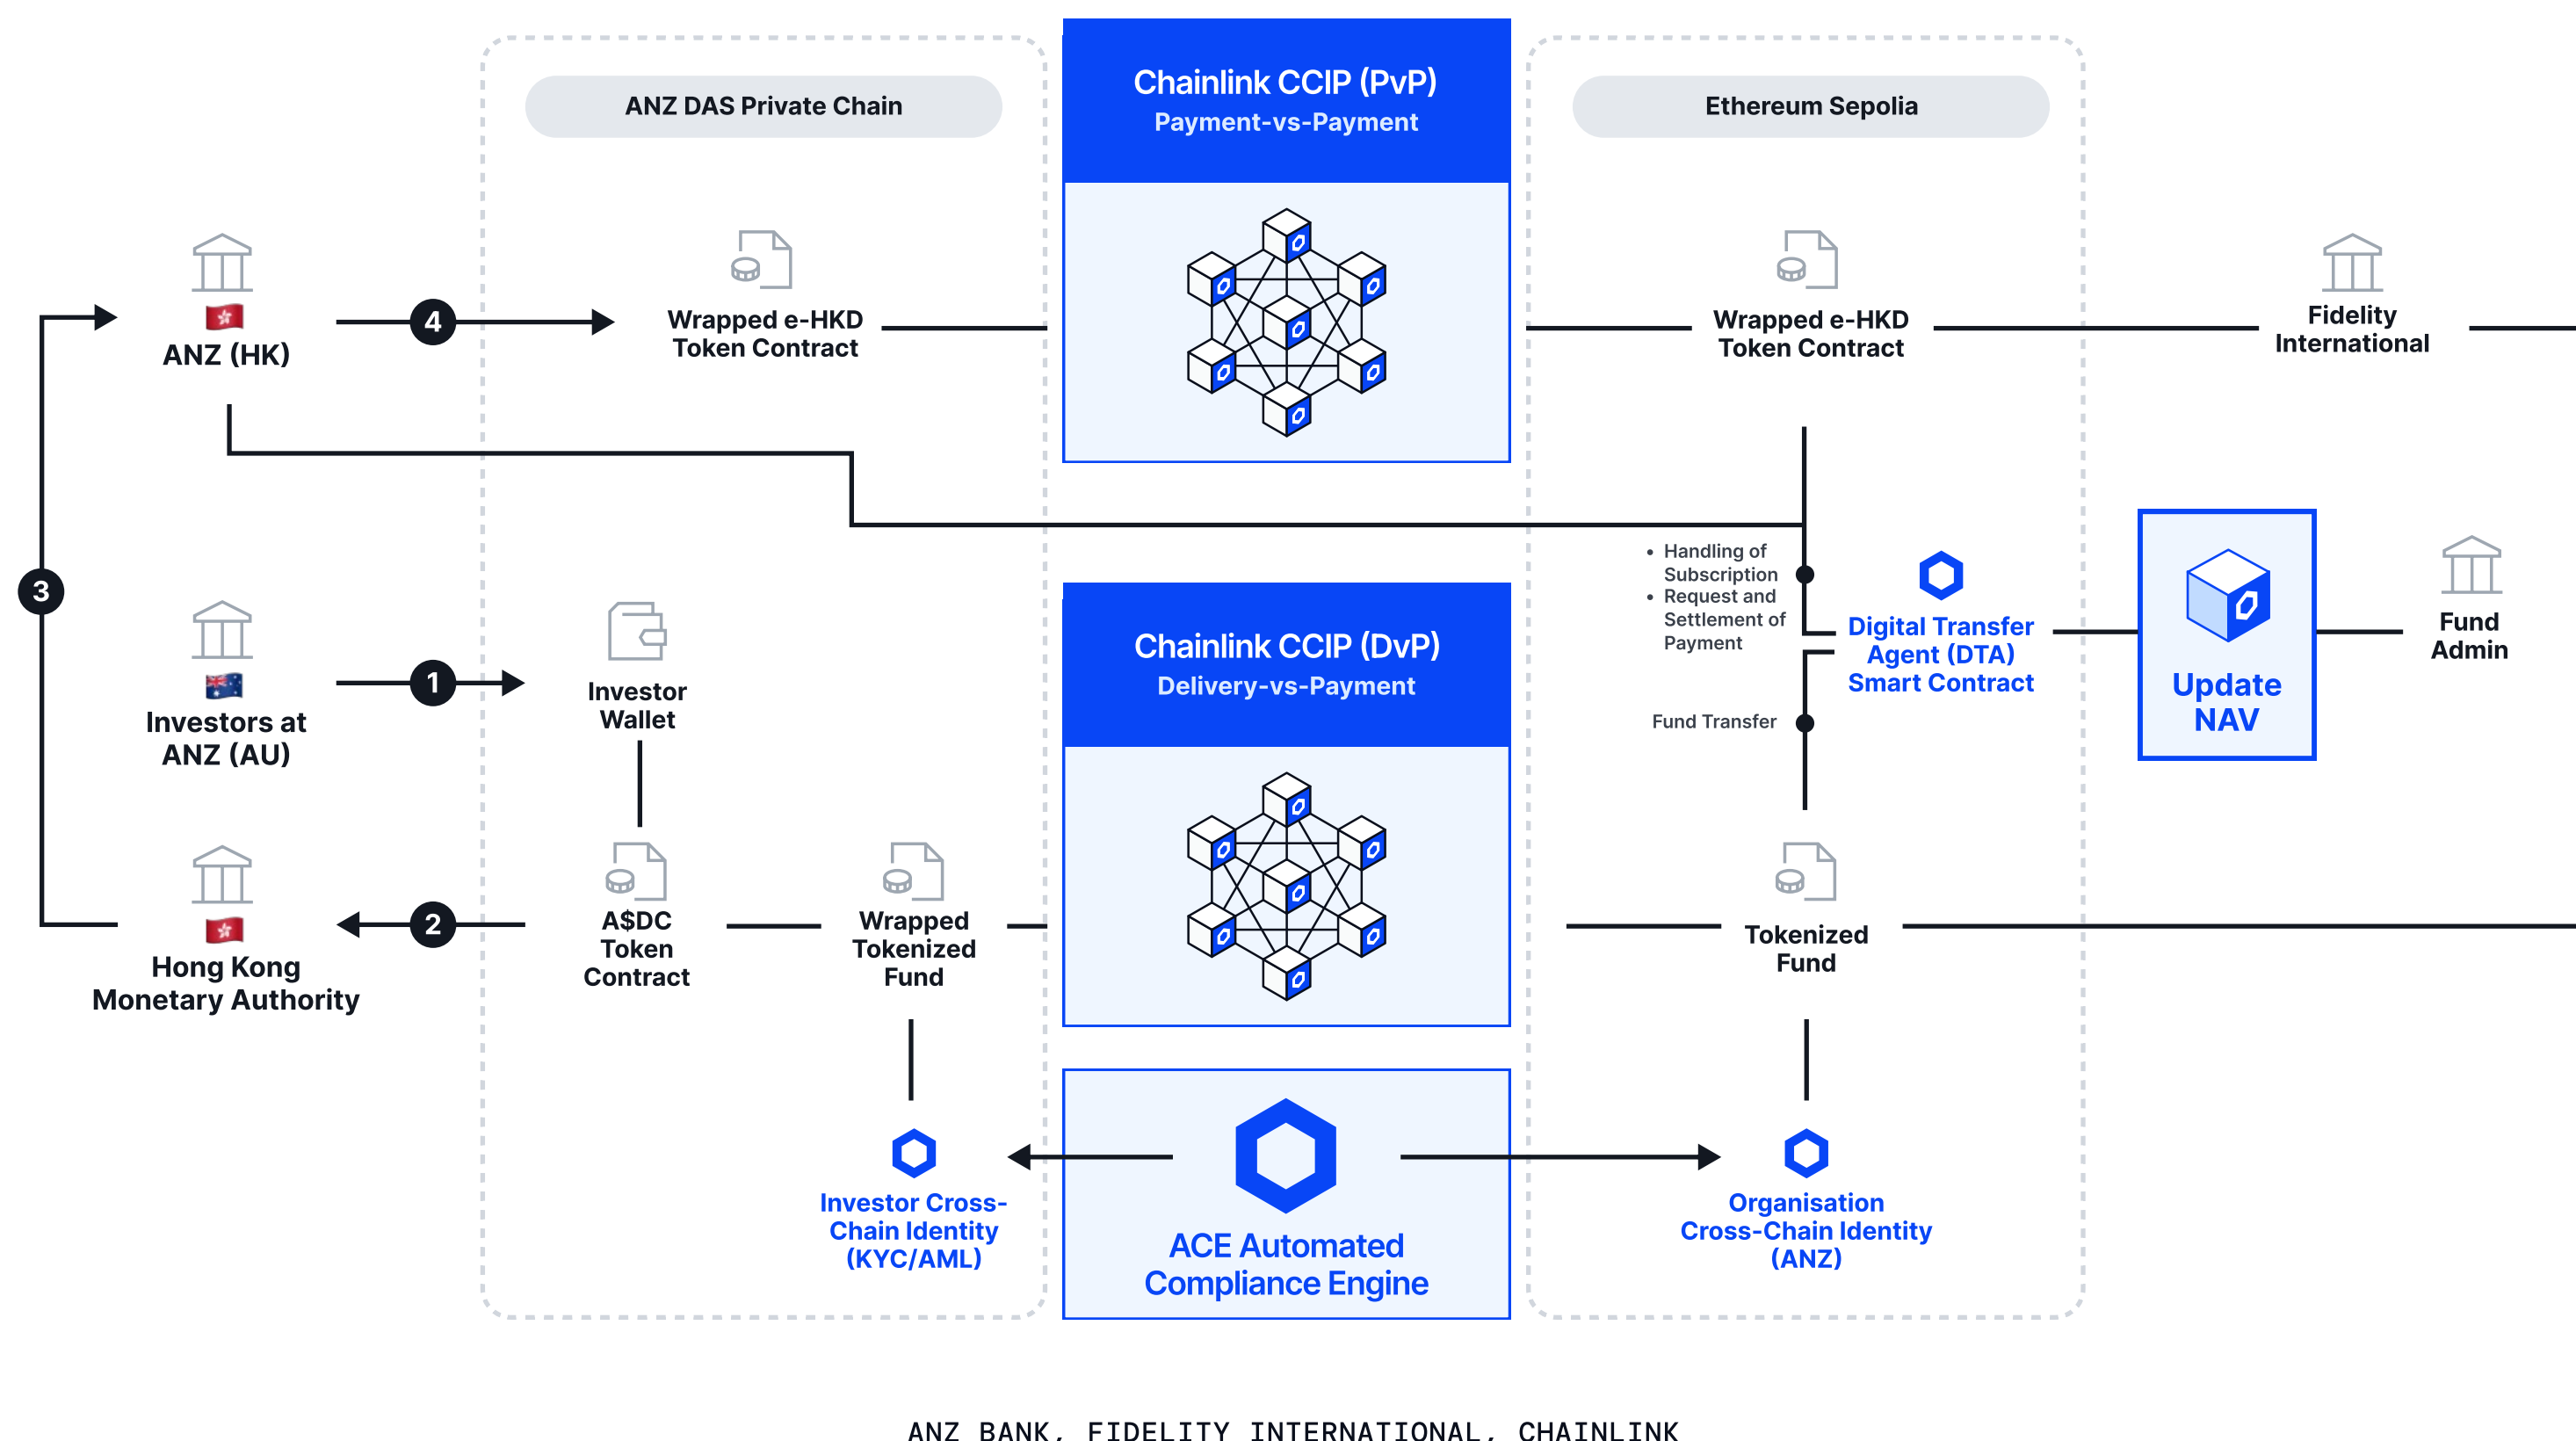 ANZ DAS Private Chain
Chainlink CCIP (PvP)
Payment-vs-Payment
Ethereum Sepolia
ANZ (HK)
4
Wrapped e-HKD
Token Contract
Wrapped e-HKD
Token Contract
Fidelity
International
3
Investors at
ANZ (AU)
1
Investor
Wallet
Chainlink CCIP (DvP)
Delivery-vs-Payment
• Handling of
Subscription
• Request and
Settlement of
Payment
Digital Transfer
Agent (DTA)
Smart Contract
Fund Transfer
Update
NAV
Fund
Admin
Hong Kong
Monetary Authority
2
A$DC
Token
Contract
Wrapped
Tokenized
Fund
Tokenized
Fund
Investor Cross-
Chain Identity
(KYC/AML)
ACE Automated
Compliance Engine
Organisation
Cross-Chain Identity
(ANZ)
ANZ BANK, FIDELITY INTERNATIONAL, CHAINLINK